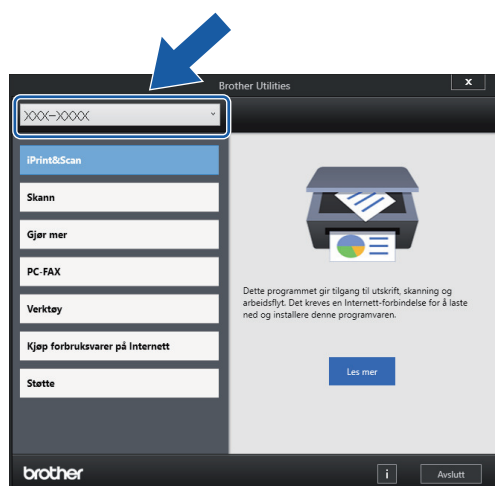 Brother Utilities
x
XXX-XXXX
iPrint&Scan
Skann
Gjør mer
PC-FAX
Verktøy
Kjøp forbruksvarer på Internett
Støtte
Dette programmet gir tilgang til utskrift, skanning og
arbeidsflyt. Det kreves en Internett-forbindelse for å laste
ned og installere denne programvaren.
Les mer
brother
i
Avslutt